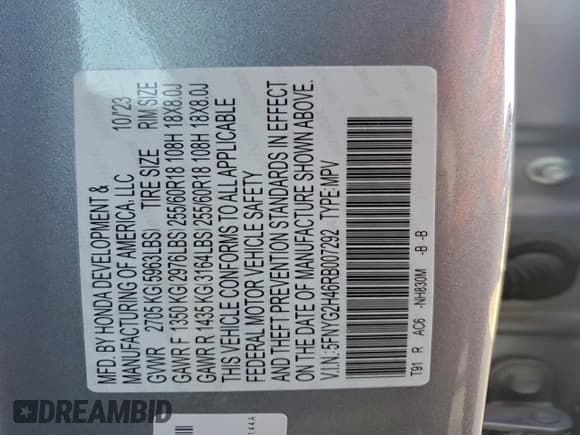 MFD. BY HONDA DEVELOPMENT &
MANUFACTURING OF AMERICA, LLC 10/23
GVWR 2705 KG (5963LBS) TIRE SIZE RIM SIZE
GAWR F 1350 KG (2976LBS) 255/60R18 108H 18X8.0J
GAWR R 1435 KG (3164LBS) 255/60R18 108H 18X8.0J
THIS VEHICLE CONFORMS TO ALL APPLICABLE
FEDERAL MOTOR VEHICLE SAFETY
AND THEFT PREVENTION STANDARDS IN EFFECT
ON THE DATE OF MANUFACTURE SHOWN ABOVE.
V.I.N.: 5FNYG2H46RB007292 TYPE: MPV
T91 R AC6 -NH830M -B -B
144A
DREAMBID